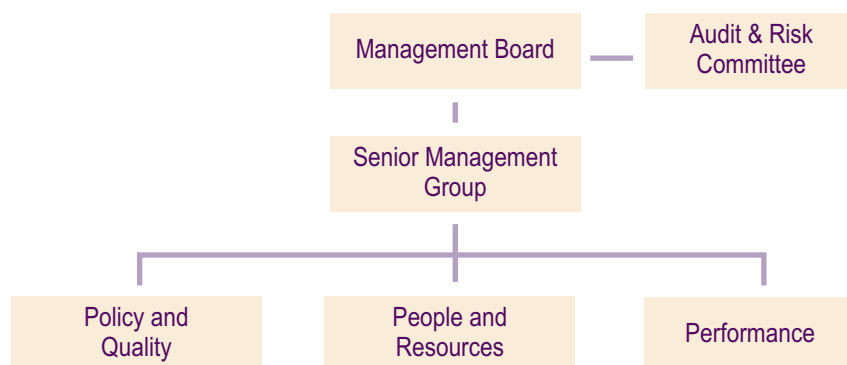 Management Board
Audit & Risk
Committee
Senior Management
Group
Policy and
Quality
People and
Resources
Performance